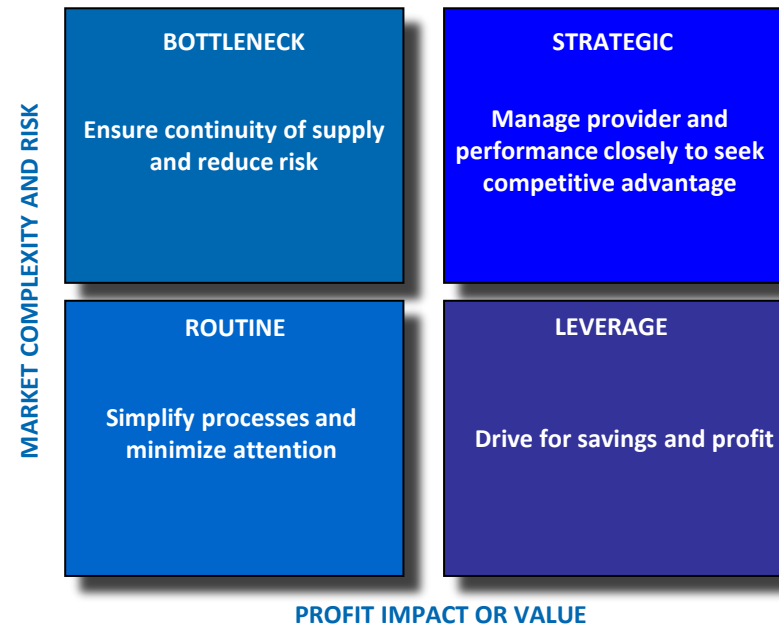 MARKET COMPLEXITY AND RISK
BOTTLENECK
Ensure continuity of supply
and reduce risk
STRATEGIC
Manage provider and
performance closely to seek
competitive advantage
ROUTINE
Simplify processes and
minimize attention
LEVERAGE
Drive for savings and profit
PROFIT IMPACT OR VALUE